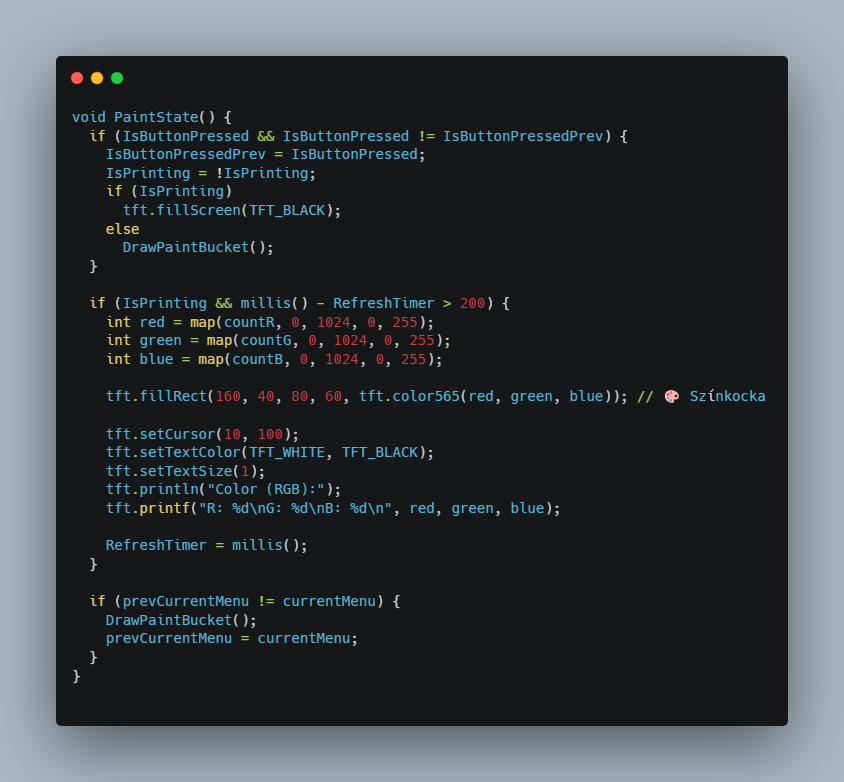 void PaintState() {
  if (IsButtonPressed && IsButtonPressed != IsButtonPressedPrev) {
    IsButtonPressedPrev = IsButtonPressed;
    IsPrinting = !IsPrinting;
    if (IsPrinting)
      tft.fillScreen(TFT_BLACK);
    else
      DrawPaintBucket();
  }

  if (IsPrinting && millis() - RefreshTimer > 200) {
    int red = map(countR, 0, 1024, 0, 255);
    int green = map(countG, 0, 1024, 0, 255);
    int blue = map(countB, 0, 1024, 0, 255);

    tft.fillRect(160, 40, 80, 60, tft.color565(red, green, blue)); // 🎨 Színkocka

    tft.setCursor(10, 100);
    tft.setTextColor(TFT_WHITE, TFT_BLACK);
    tft.setTextSize(1);
    tft.println("Color (RGB):");
    tft.printf("R: %d\nG: %d\nB: %d\n", red, green, blue);

    RefreshTimer = millis();
  }

  if (prevCurrentMenu != currentMenu) {
    DrawPaintBucket();
    prevCurrentMenu = currentMenu;
  }
}